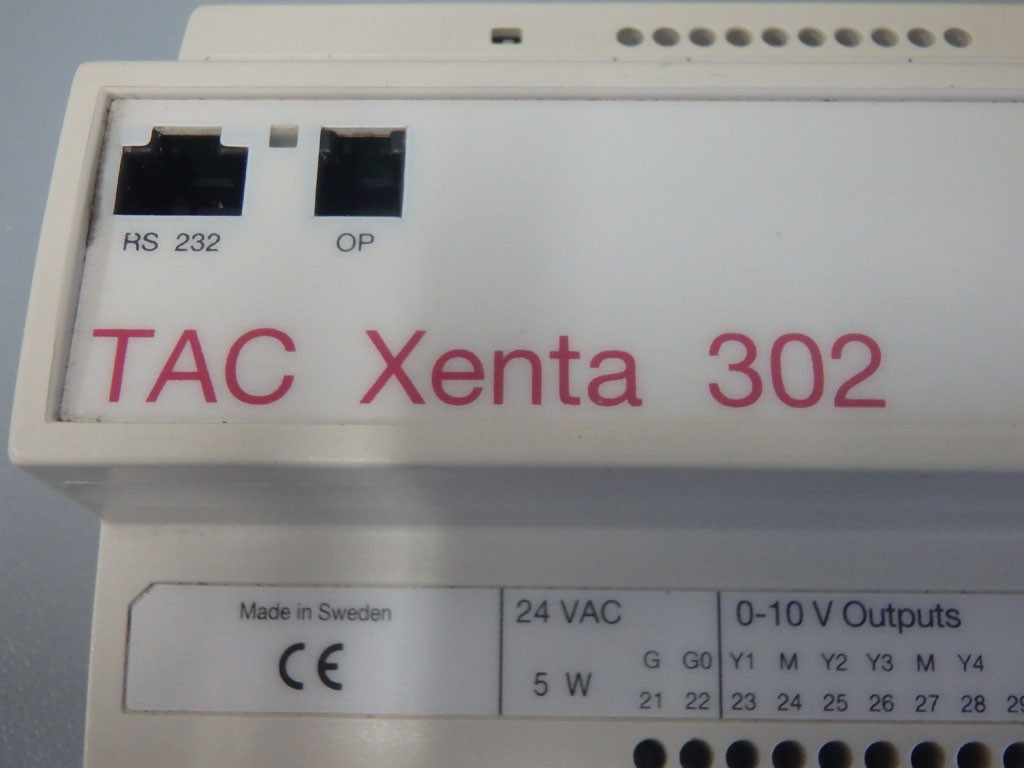 RS 232 OP
TAC Xenta 302
Made in Sweden
CE
24 VAC
5 W
G G0
21 22
0-10 V Outputs
Y1 M Y2 Y3 M Y4
23 24 25 26 27 28 29